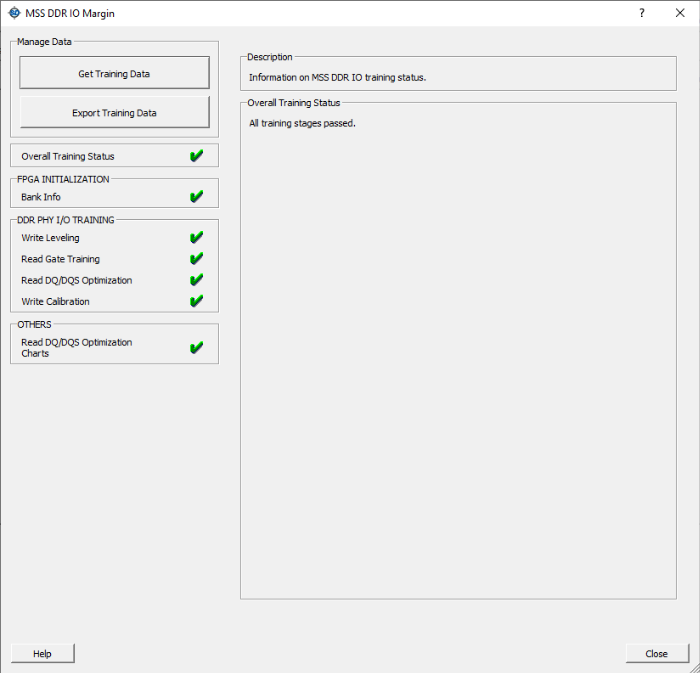 MSS DDR IO Margin
?
Manage Data
Get Training Data
Export Training Data
Overall Training Status
FPGA INITIALIZATION
Bank Info
DDR PHY I/O TRAINING
Write Leveling
Read Gate Training
Read DQ/DQS Optimization
Write Calibration
OTHERS
Read DQ/DQS Optimization
Charts
Description
Information on MSS DDR IO training status.
Overall Training Status
All training stages passed.
Help
Close